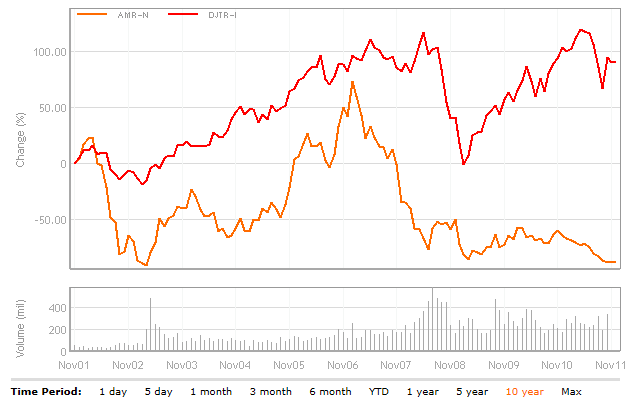 AMR-N DJTR-I
100.00
50.00
0
-50.00
Change (%)
400
200
0
Volume (mil)
Nov01 Nov02 Nov03 Nov04 Nov05 Nov06 Nov07 Nov08 Nov09 Nov10 Nov11
Time Period: 1 day 5 day 1 month 3 month 6 month YTD 1 year 5 year 10 year Max